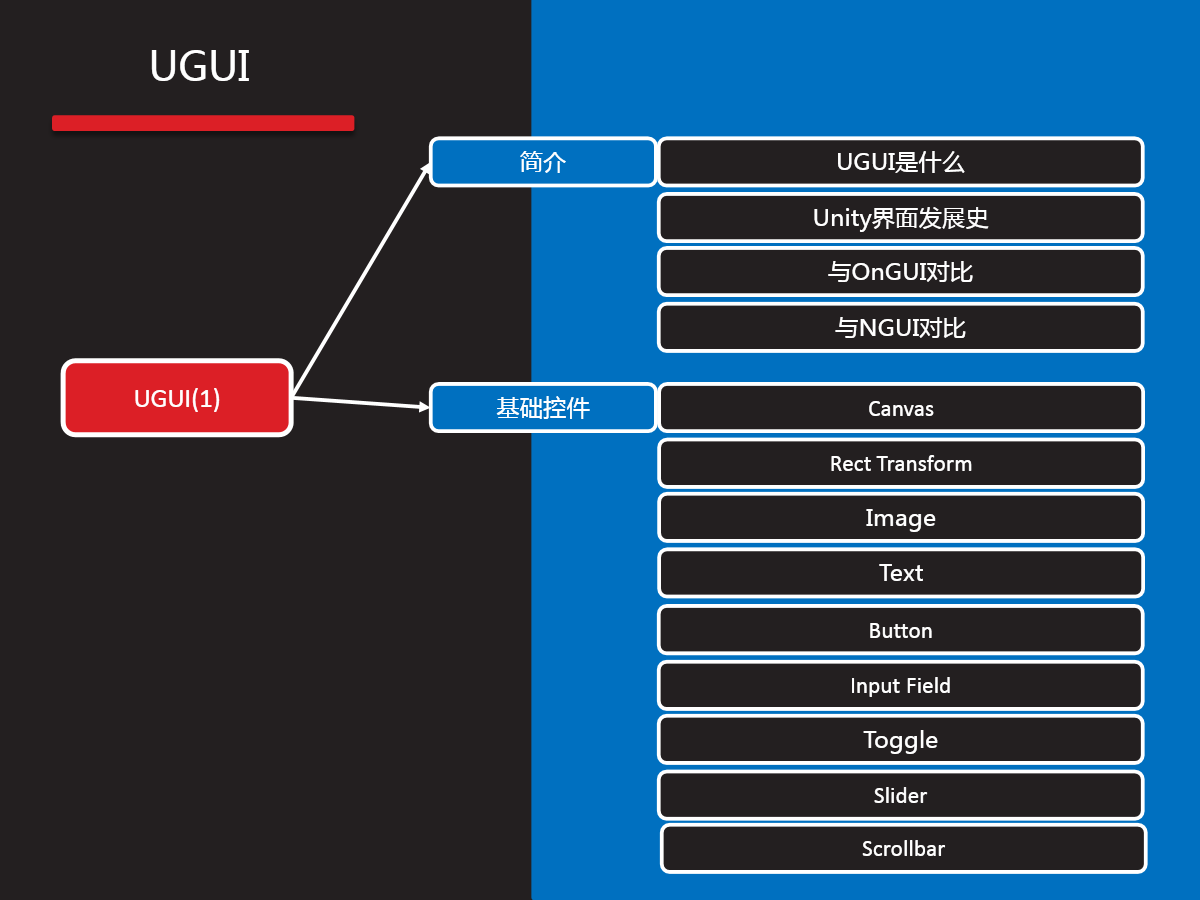 UGUI
UGUI(1)
简介
UGUI是什么
Unity界面发展史
与OnGUI对比
与NGUI对比
基础控件
Canvas
Rect Transform
Image
Text
Button
Input Field
Toggle
Slider
Scrollbar